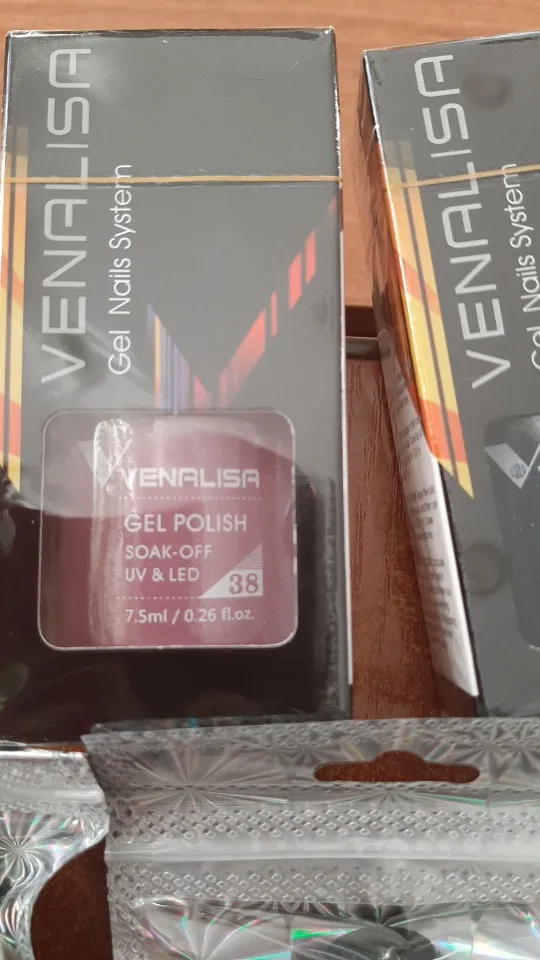 VENALISA
Gel Nails System
VENALISA
GEL POLISH
SOAK-OFF
UV & LED
38
7.5ml / 0.26 fl.oz.
VENALISA
Gel Nails System